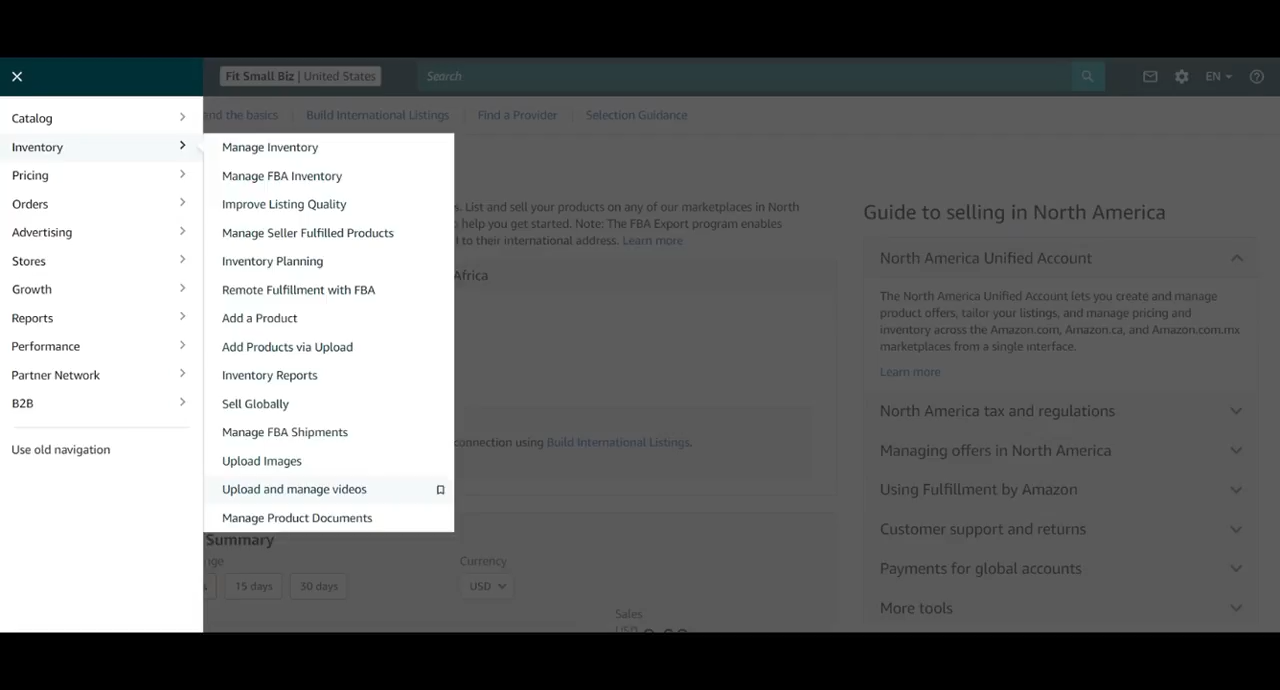 Fit Small Biz | United States
Search
EN
and the basics
Build International Listings
Find a Provider
Selection Guidance
Catalog
Inventory
Pricing
Orders
Advertising
Stores
Growth
Reports
Performance
Partner Network
B2B
Use old navigation
Manage Inventory
Manage FBA Inventory
Improve Listing Quality
Manage Seller Fulfilled Products
Inventory Planning
Remote Fulfillment with FBA
Add a Product
Add Products via Upload
Inventory Reports
Sell Globally
Manage FBA Shipments
Upload Images
Upload and manage videos
Manage Product Documents
List and sell your products on any of our marketplaces in North
help you get started. Note: The FBA Export program enables
to their international address. Learn more
Africa
connection using Build International Listings.
Summary
Currency
15 days
30 days
USD
Sales
USD
Guide to selling in North America
North America Unified Account
The North America Unified Account lets you create and manage
product offers, tailor your listings, and manage pricing and
inventory across the Amazon.com, Amazon.ca, and Amazon.com.mx
marketplaces from a single interface.
Learn more
North America tax and regulations
Managing offers in North America
Using Fulfillment by Amazon
Customer support and returns
Payments for global accounts
More tools